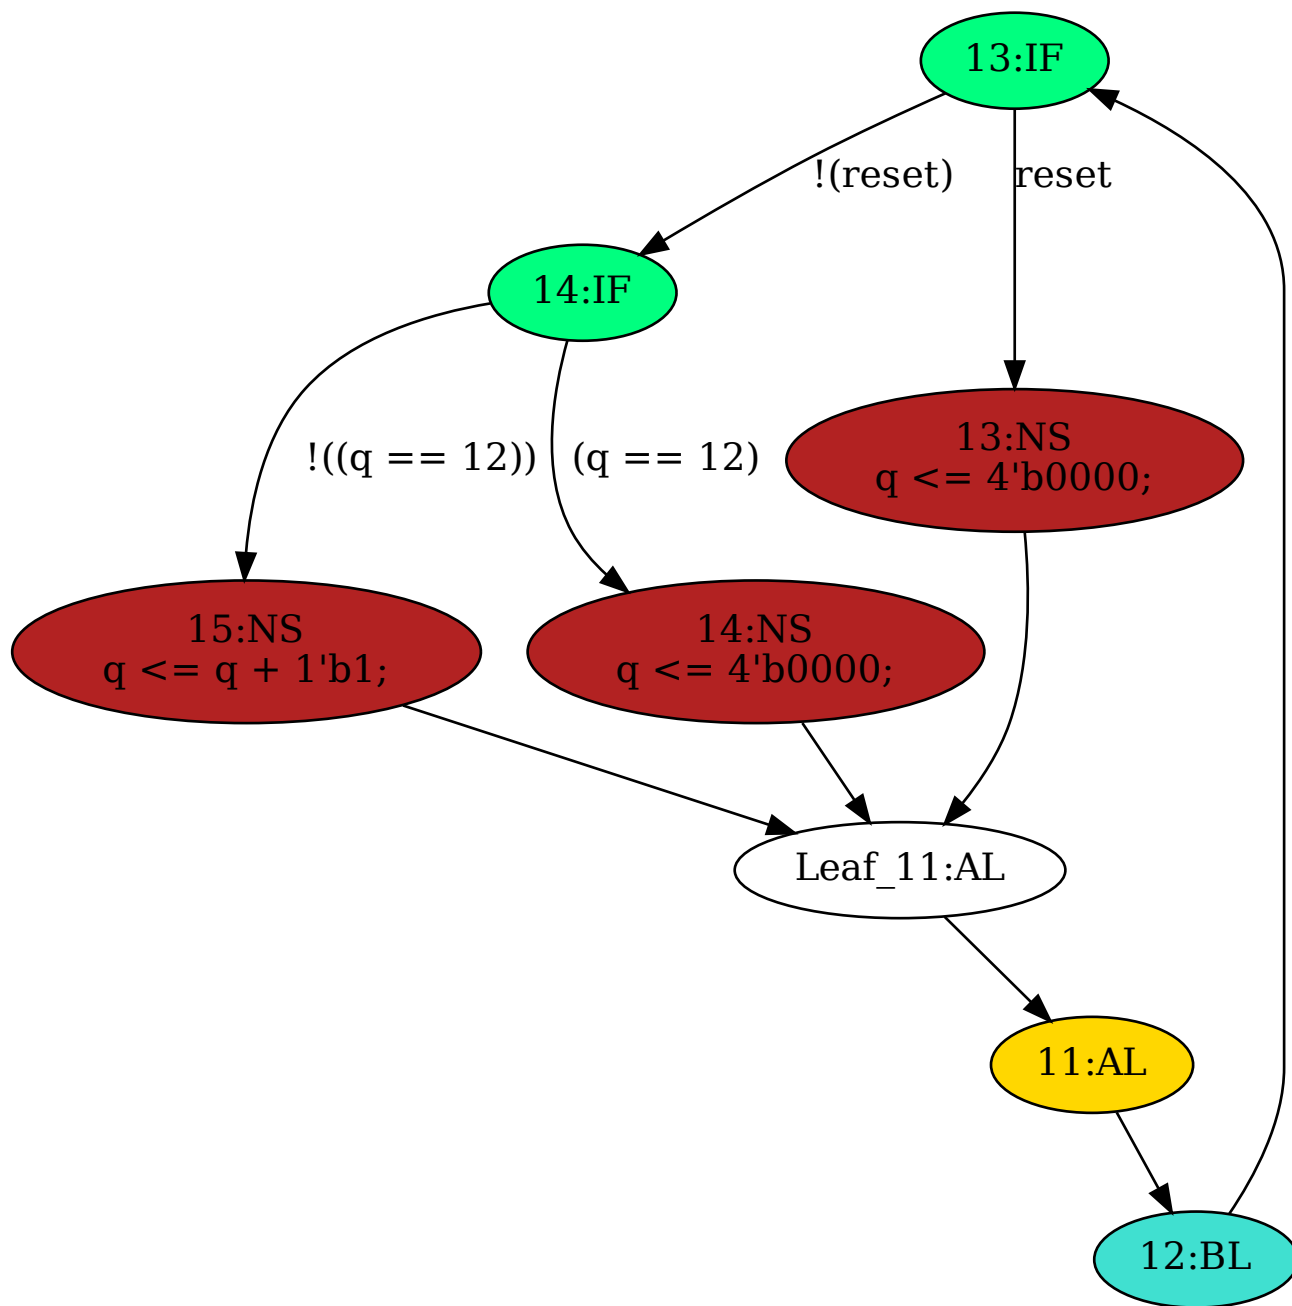 13:IF
!(reset)
reset
14:IF
13:NS
q <= 4'b0000;
!((q == 12))
(q == 12)
15:NS
q <= q + 1'b1;
14:NS
q <= 4'b0000;
Leaf_11:AL
11:AL
12:BL